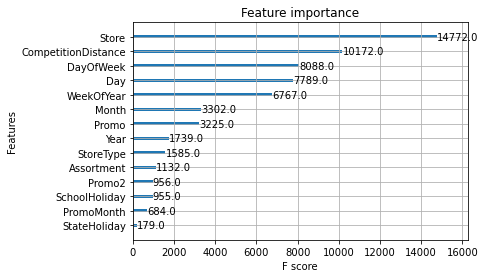 Feature importance
Features
Store 14772.0
CompetitionDistance 10172.0
DayOfWeek 8088.0
Day 7789.0
WeekOfYear 6767.0
Month 3302.0
Promo 3225.0
Year 1739.0
StoreType 1585.0
Assortment 1132.0
Promo2 956.0
SchoolHoliday 955.0
PromoMonth 684.0
StateHoliday 179.0
0 2000 4000 6000 8000 10000 12000 14000 16000
F score